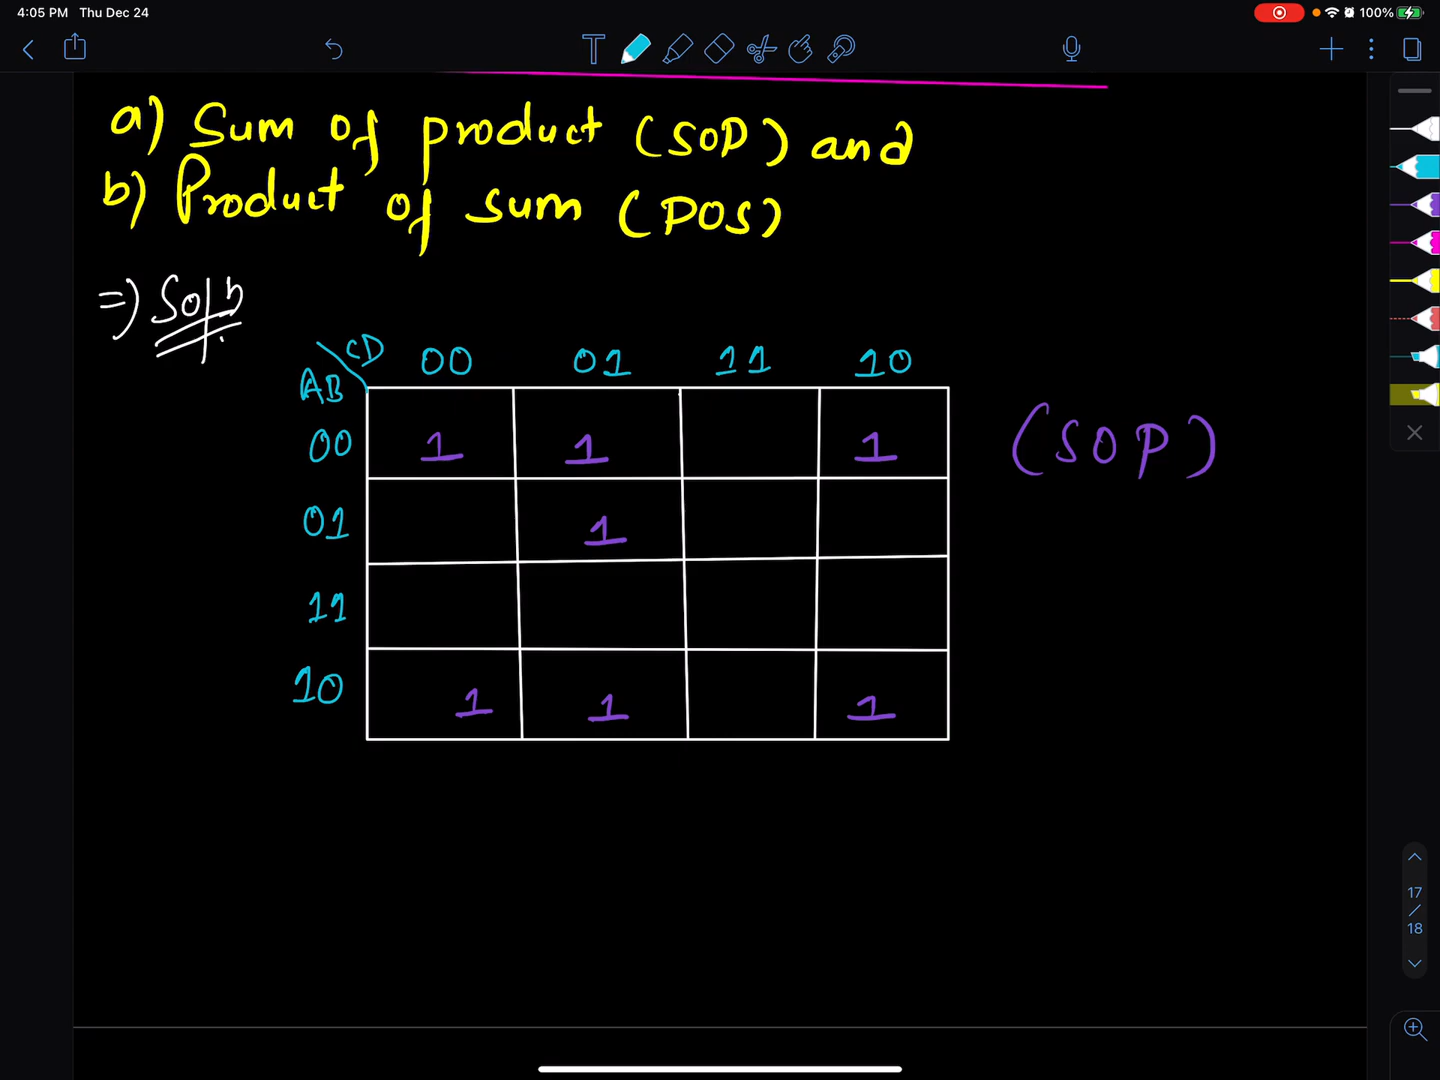 4:05 PM Thu Dec 24
100%
a) Sum of product (SOP) and
b) Product of sum (POS)
=) Soln
CD
AB
00 01 11 10
00 1 1 1
01 1
11
10 1 1 1
(SOP)
17
/
18